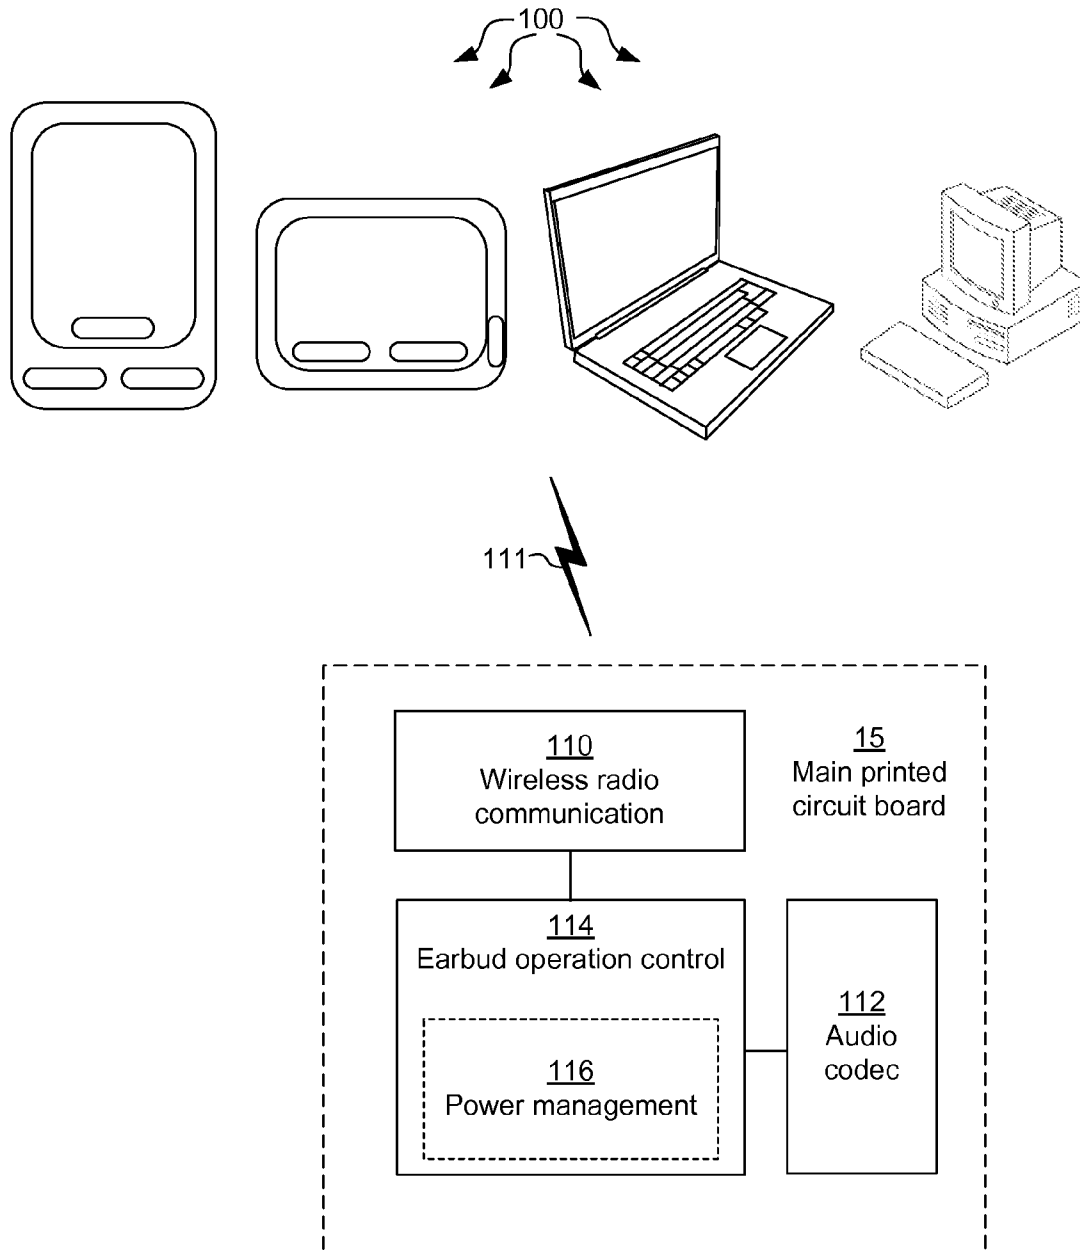 100
111
110
Wireless radio
communication
15
Main printed
circuit board
114
Earbud operation control
116
Power management
112
Audio
codec